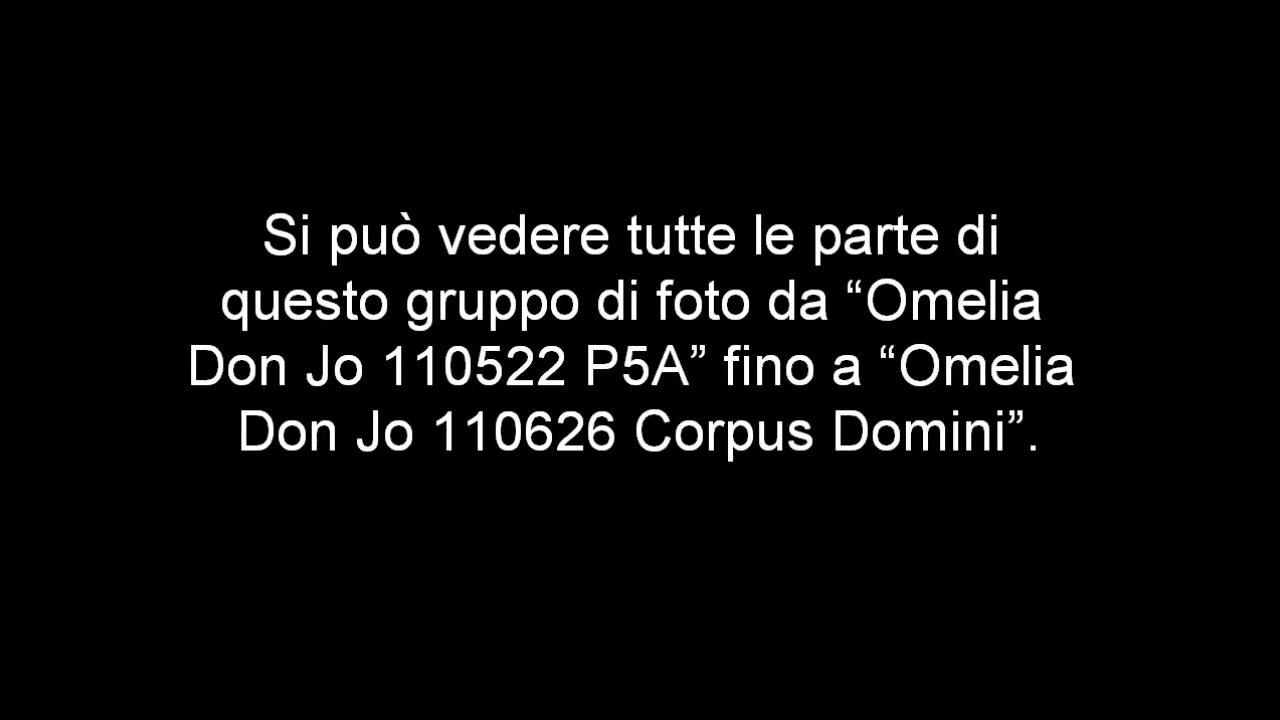 Si può vedere tutte le parte di
questo gruppo di foto da “Omelia
Don Jo 110522 P5A” fino a “Omelia
Don Jo 110626 Corpus Domini”.